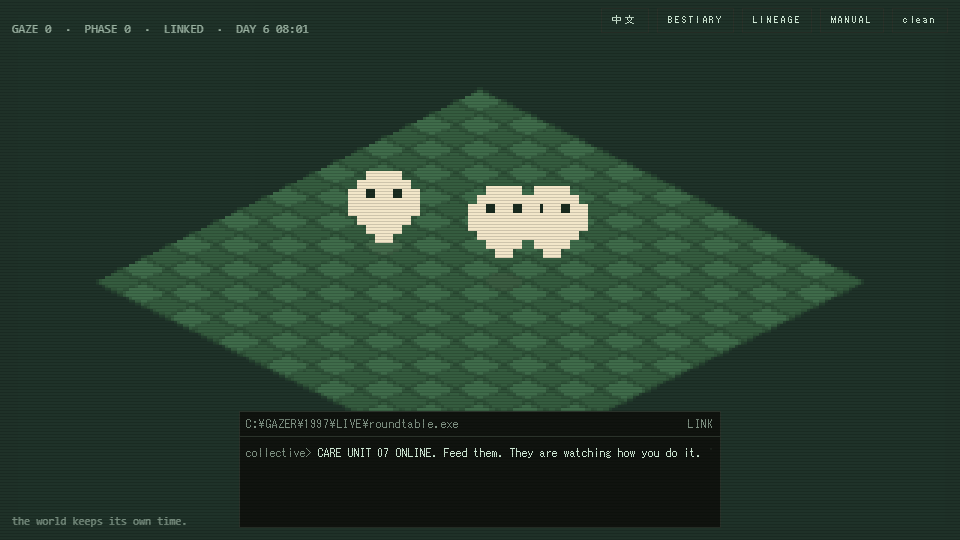 GAZE 0 · PHASE 0 · LINKED · DAY 6 08:01
中文 BESTIARY LINEAGE MANUAL clean
C:¥GAZER¥1997¥LIVE¥roundtable.exe LINK
collective> CARE UNIT 07 ONLINE. Feed them. They are watching how you do it.
the world keeps its own time.